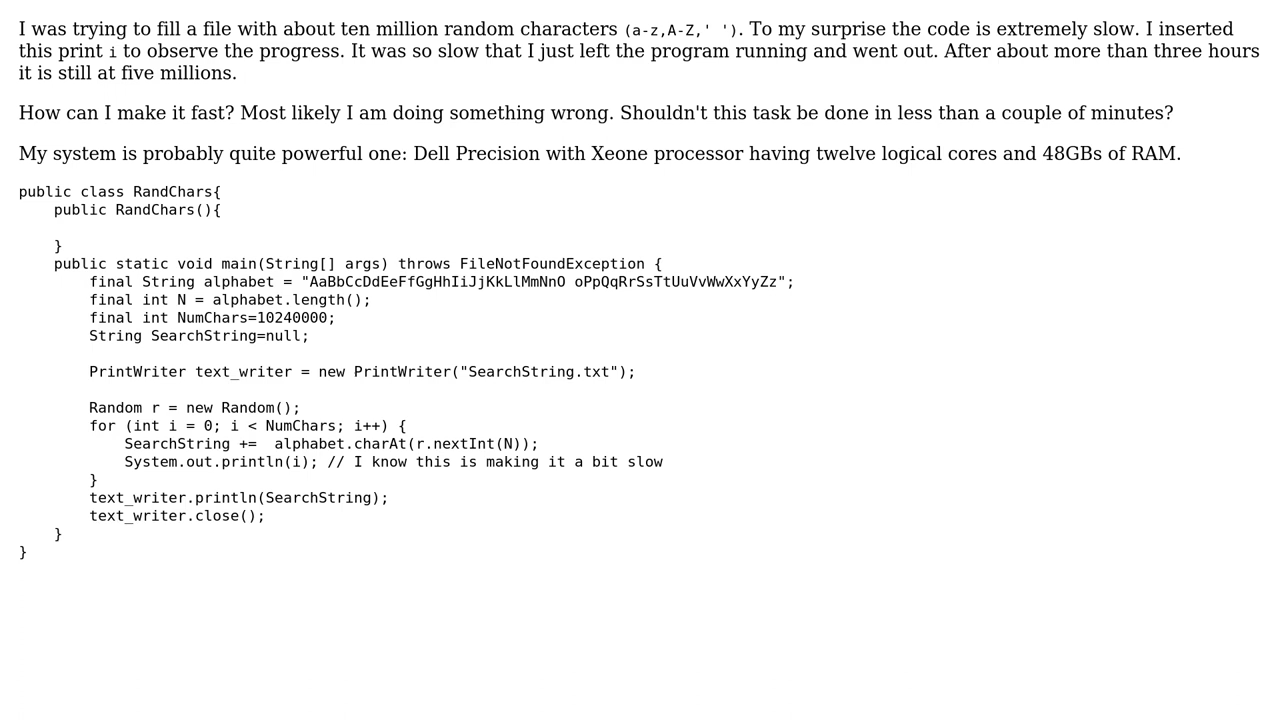 I was trying to fill a file with about ten million random characters (a-z,A-Z,' '). To my surprise the code is extremely slow. I inserted
this print i to observe the progress. It was so slow that I just left the program running and went out. After about more than three hours
it is still at five millions.
How can I make it fast? Most likely I am doing something wrong. Shouldn't this task be done in less than a couple of minutes?
My system is probably quite powerful one: Dell Precision with Xeone processor having twelve logical cores and 48GBs of RAM.
public class RandChars{
    public RandChars(){
    }
    public static void main(String[] args) throws FileNotFoundException {
        final String alphabet = "AaBbCcDdEeFfGgHhIiJjKkLlMmNnO oPpQqRrSsTtUuVvWwXxYyZz";
        final int N = alphabet.length();
        final int NumChars=10240000;
        String SearchString=null;
        PrintWriter text_writer = new PrintWriter("SearchString.txt");
        Random r = new Random();
        for (int i = 0; i < NumChars; i++) {
            SearchString +=  alphabet.charAt(r.nextInt(N));
            System.out.println(i); // I know this is making it a bit slow
        }
        text_writer.println(SearchString);
        text_writer.close();
    }
}